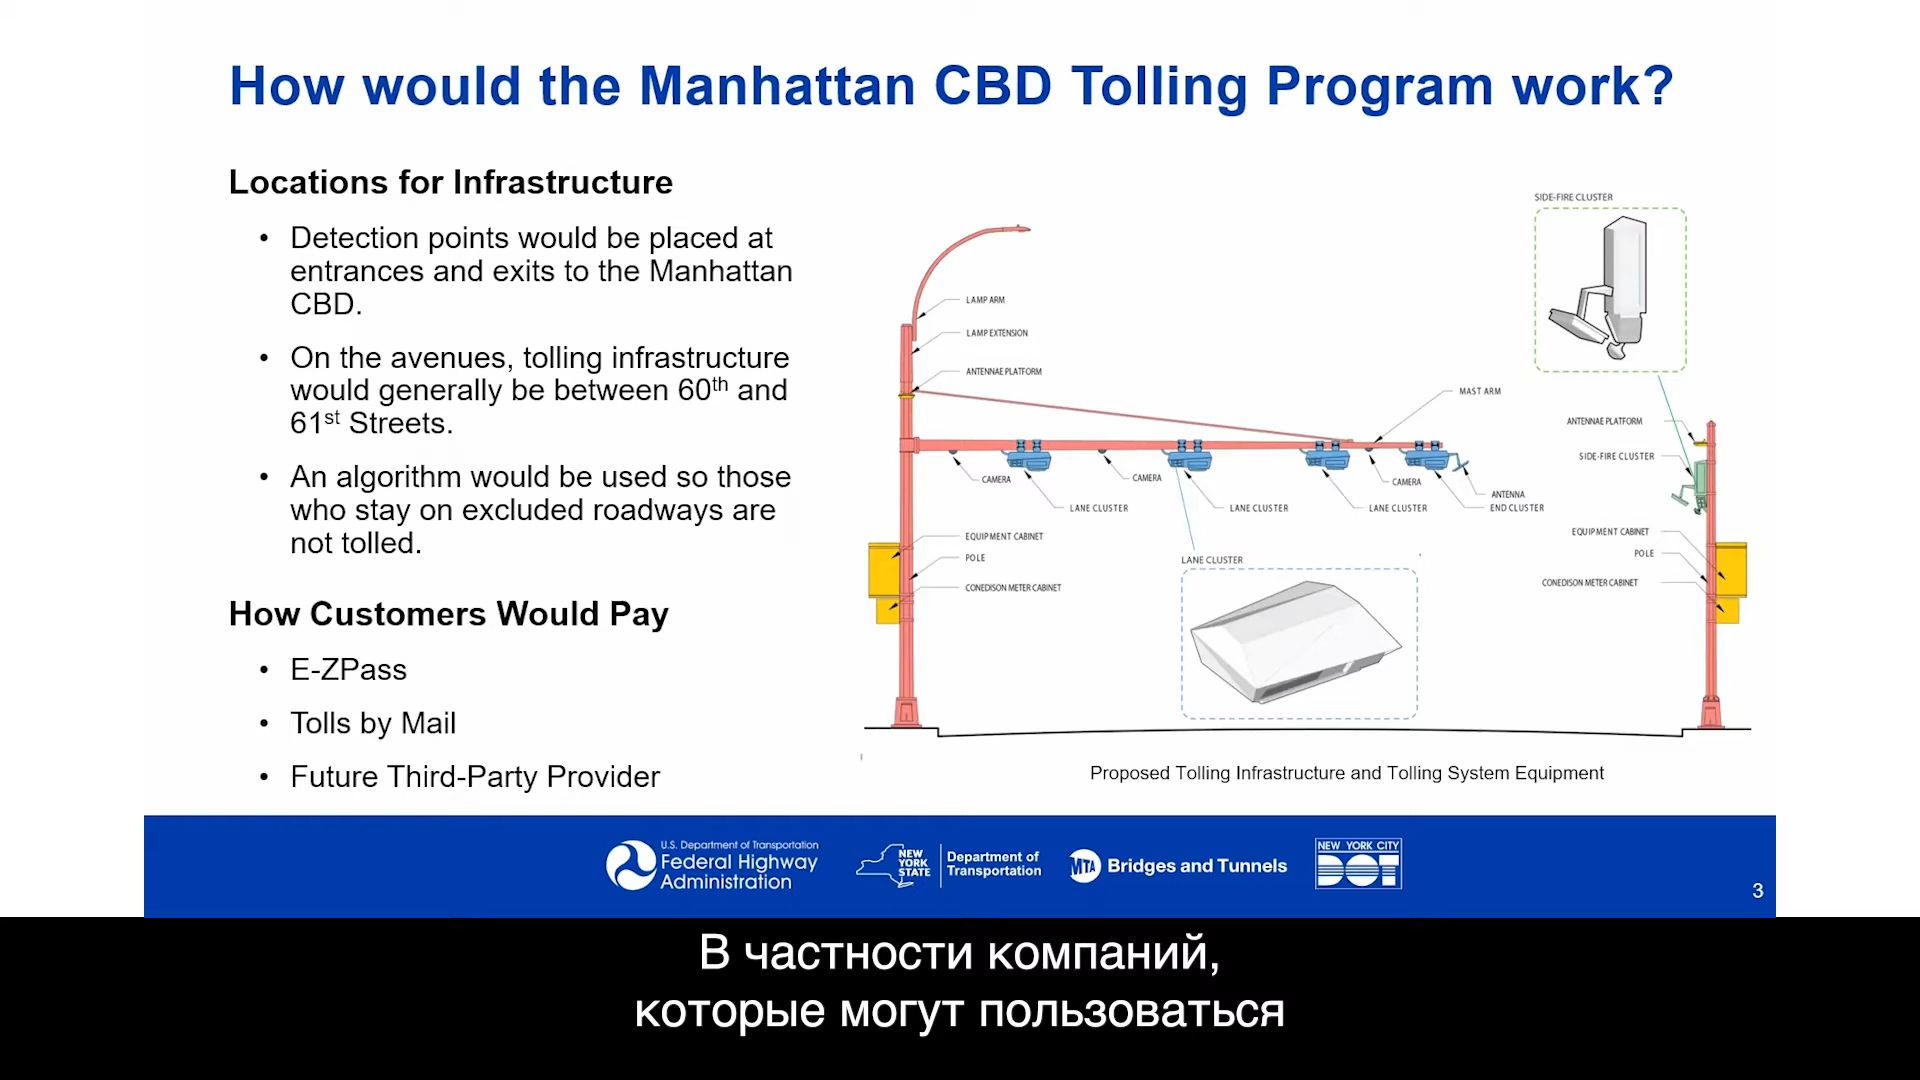 How would the Manhattan CBD Tolling Program work?
Locations for Infrastructure
• Detection points would be placed at
entrances and exits to the Manhattan
CBD.
• On the avenues, tolling infrastructure
would generally be between 60th and
61st Streets.
• An algorithm would be used so those
who stay on excluded roadways are
not tolled.
How Customers Would Pay
• E-ZPass
• Tolls by Mail
• Future Third-Party Provider
SIDE-FIRE CLUSTER
LAMP ARM
LAMP EXTENSION
ANTENNAE PLATFORM
MAST ARM
CAMERA
LANE CLUSTER
CAMERA
LANE CLUSTER
LANE CLUSTER
CAMERA
ANTENNA
END CLUSTER
EQUIPMENT CABINET
POLE
CONEDISON METER CABINET
LANE CLUSTER
ANTENNAE PLATFORM
SIDE-FIRE CLUSTER
EQUIPMENT CABINET
POLE
CONEDISON METER CABINET
Proposed Tolling Infrastructure and Tolling System Equipment
U.S. Department of Transportation
Federal Highway
Administration
NEW
YORK
STATE
Department of
Transportation
MTA Bridges and Tunnels
NEW YORK CITY
DOT
3
В частности компаний,
которые могут пользоваться